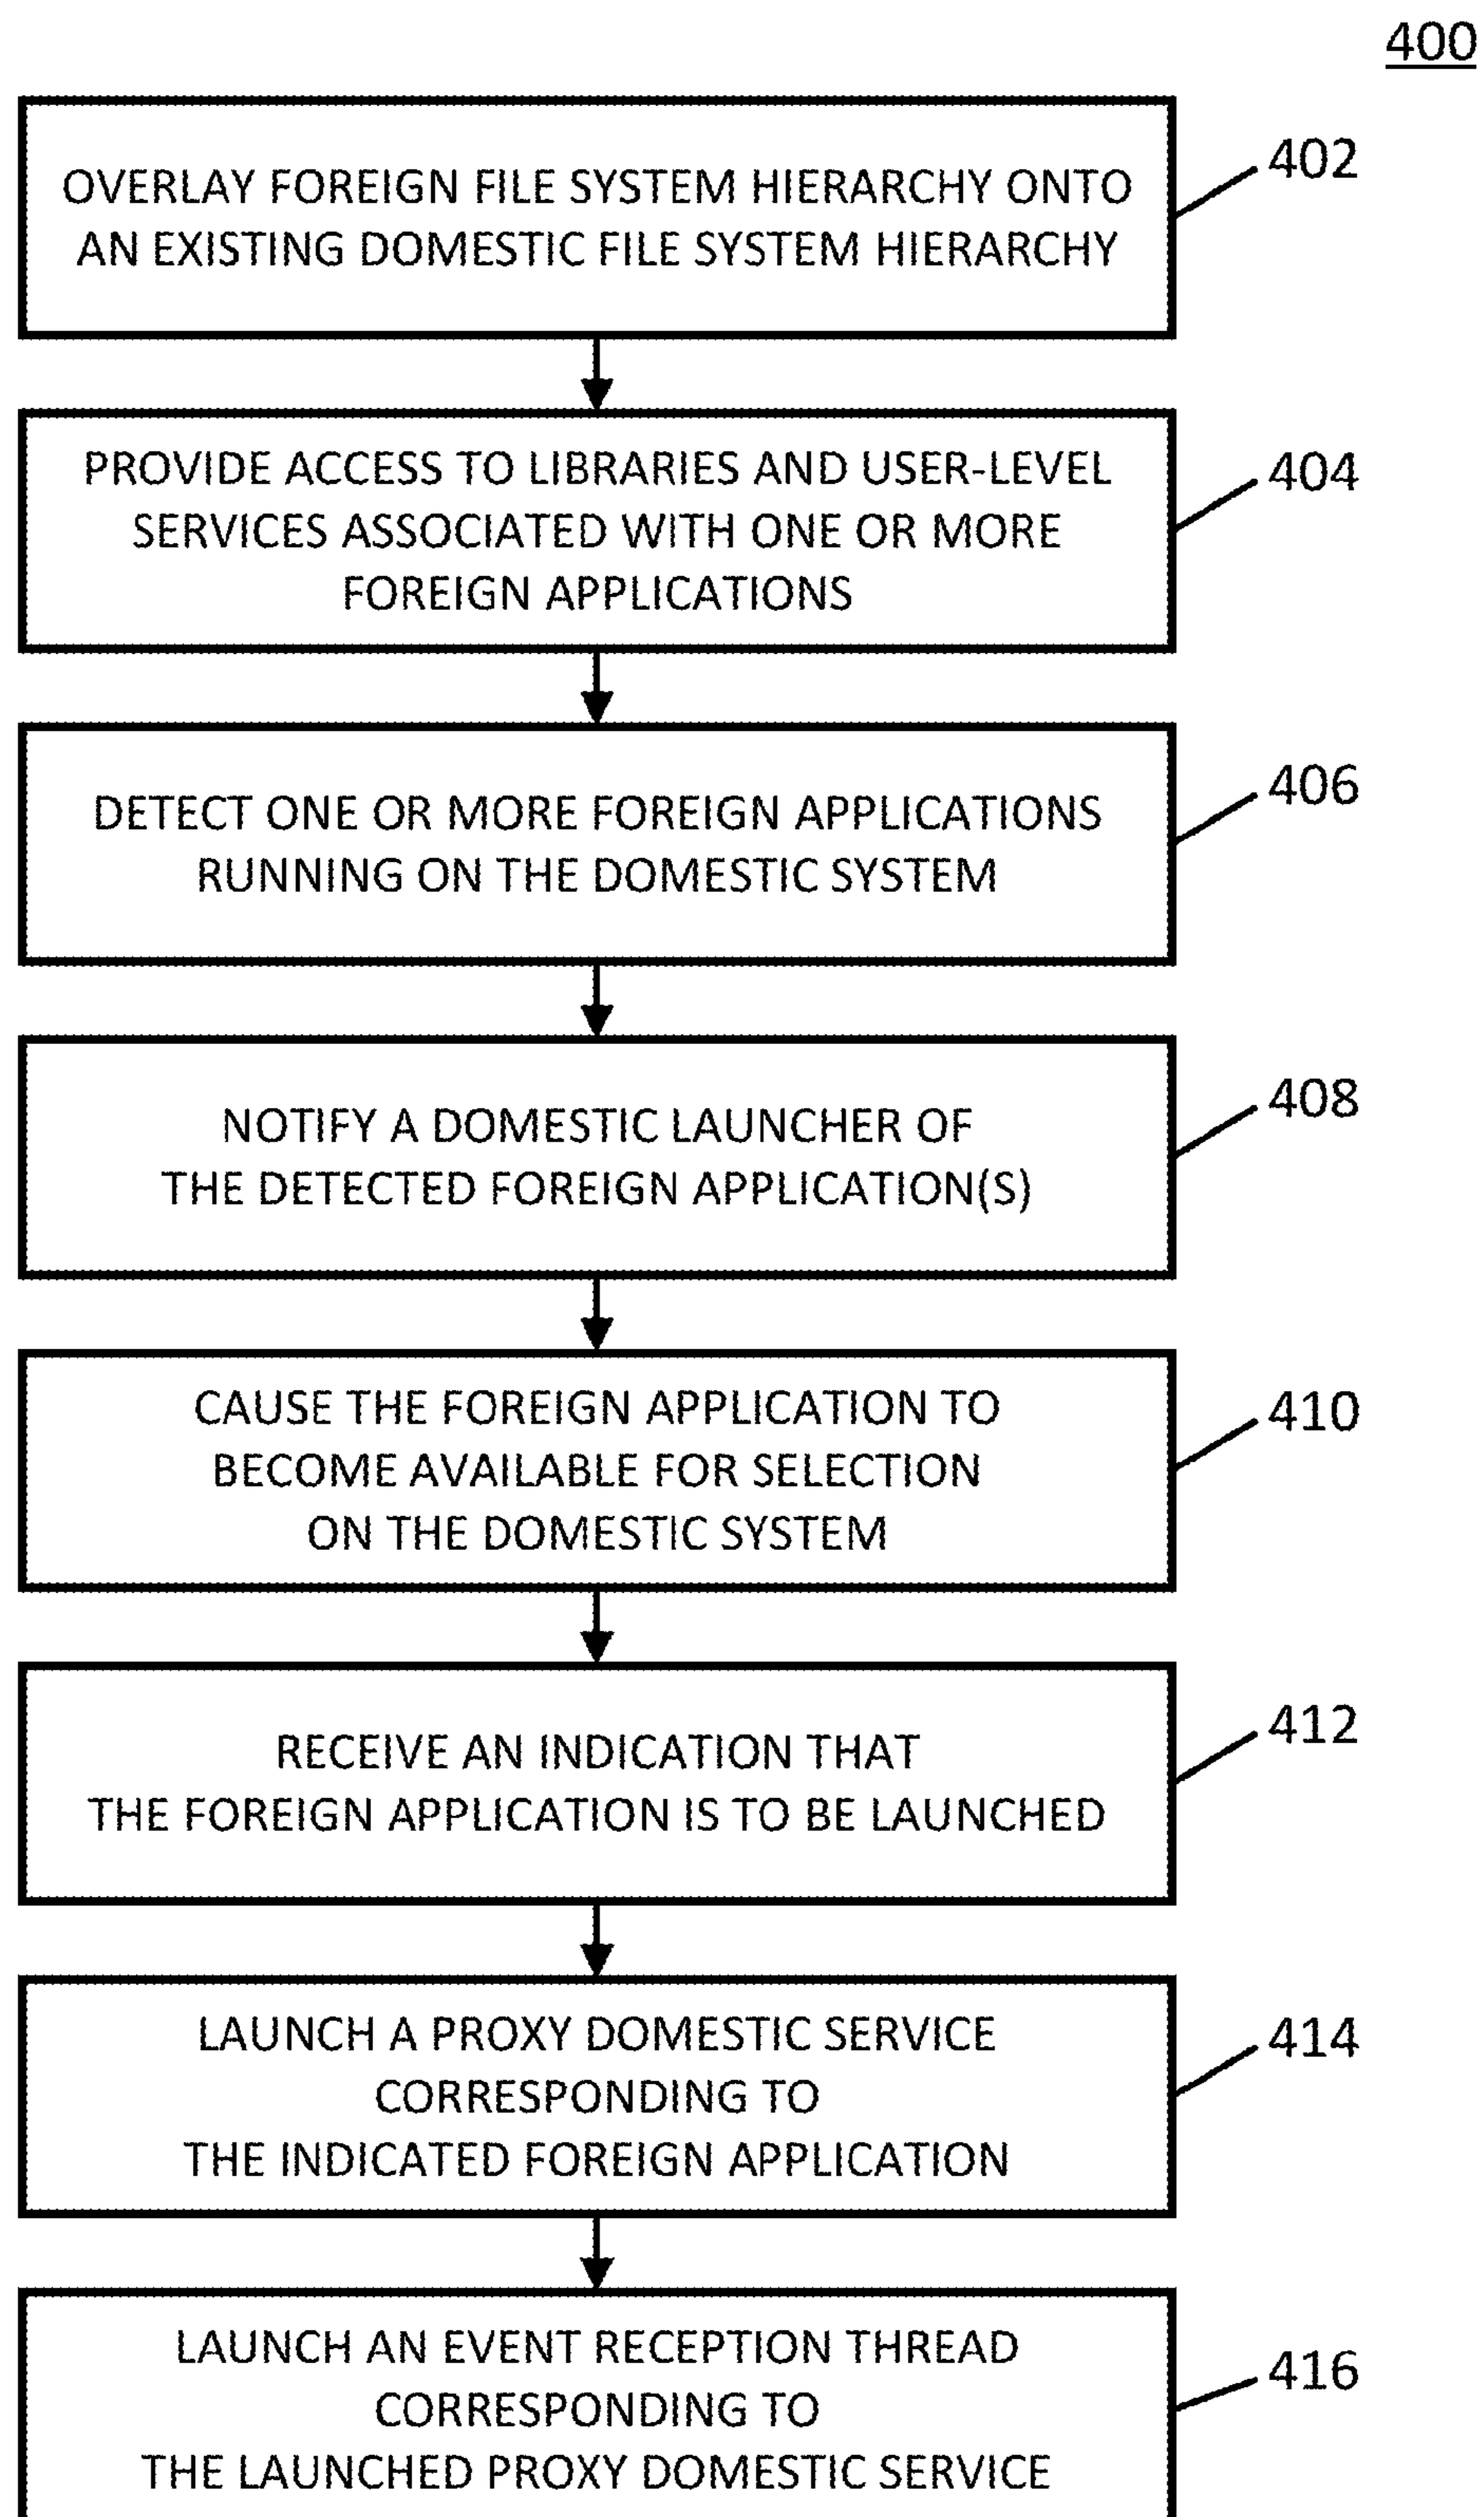 400
OVERLAY FOREIGN FILE SYSTEM HIERARCHY ONTO
AN EXISTING DOMESTIC FILE SYSTEM HIERARCHY
402
PROVIDE ACCESS TO LIBRARIES AND USER-LEVEL
SERVICES ASSOCIATED WITH ONE OR MORE
FOREIGN APPLICATIONS
404
DETECT ONE OR MORE FOREIGN APPLICATIONS
RUNNING ON THE DOMESTIC SYSTEM
406
NOTIFY A DOMESTIC LAUNCHER OF
THE DETECTED FOREIGN APPLICATION(S)
408
CAUSE THE FOREIGN APPLICATION TO
BECOME AVAILABLE FOR SELECTION
ON THE DOMESTIC SYSTEM
410
RECEIVE AN INDICATION THAT
THE FOREIGN APPLICATION IS TO BE LAUNCHED
412
LAUNCH A PROXY DOMESTIC SERVICE
CORRESPONDING TO
THE INDICATED FOREIGN APPLICATION
414
LAUNCH AN EVENT RECEPTION THREAD
CORRESPONDING TO
THE LAUNCHED PROXY DOMESTIC SERVICE
416